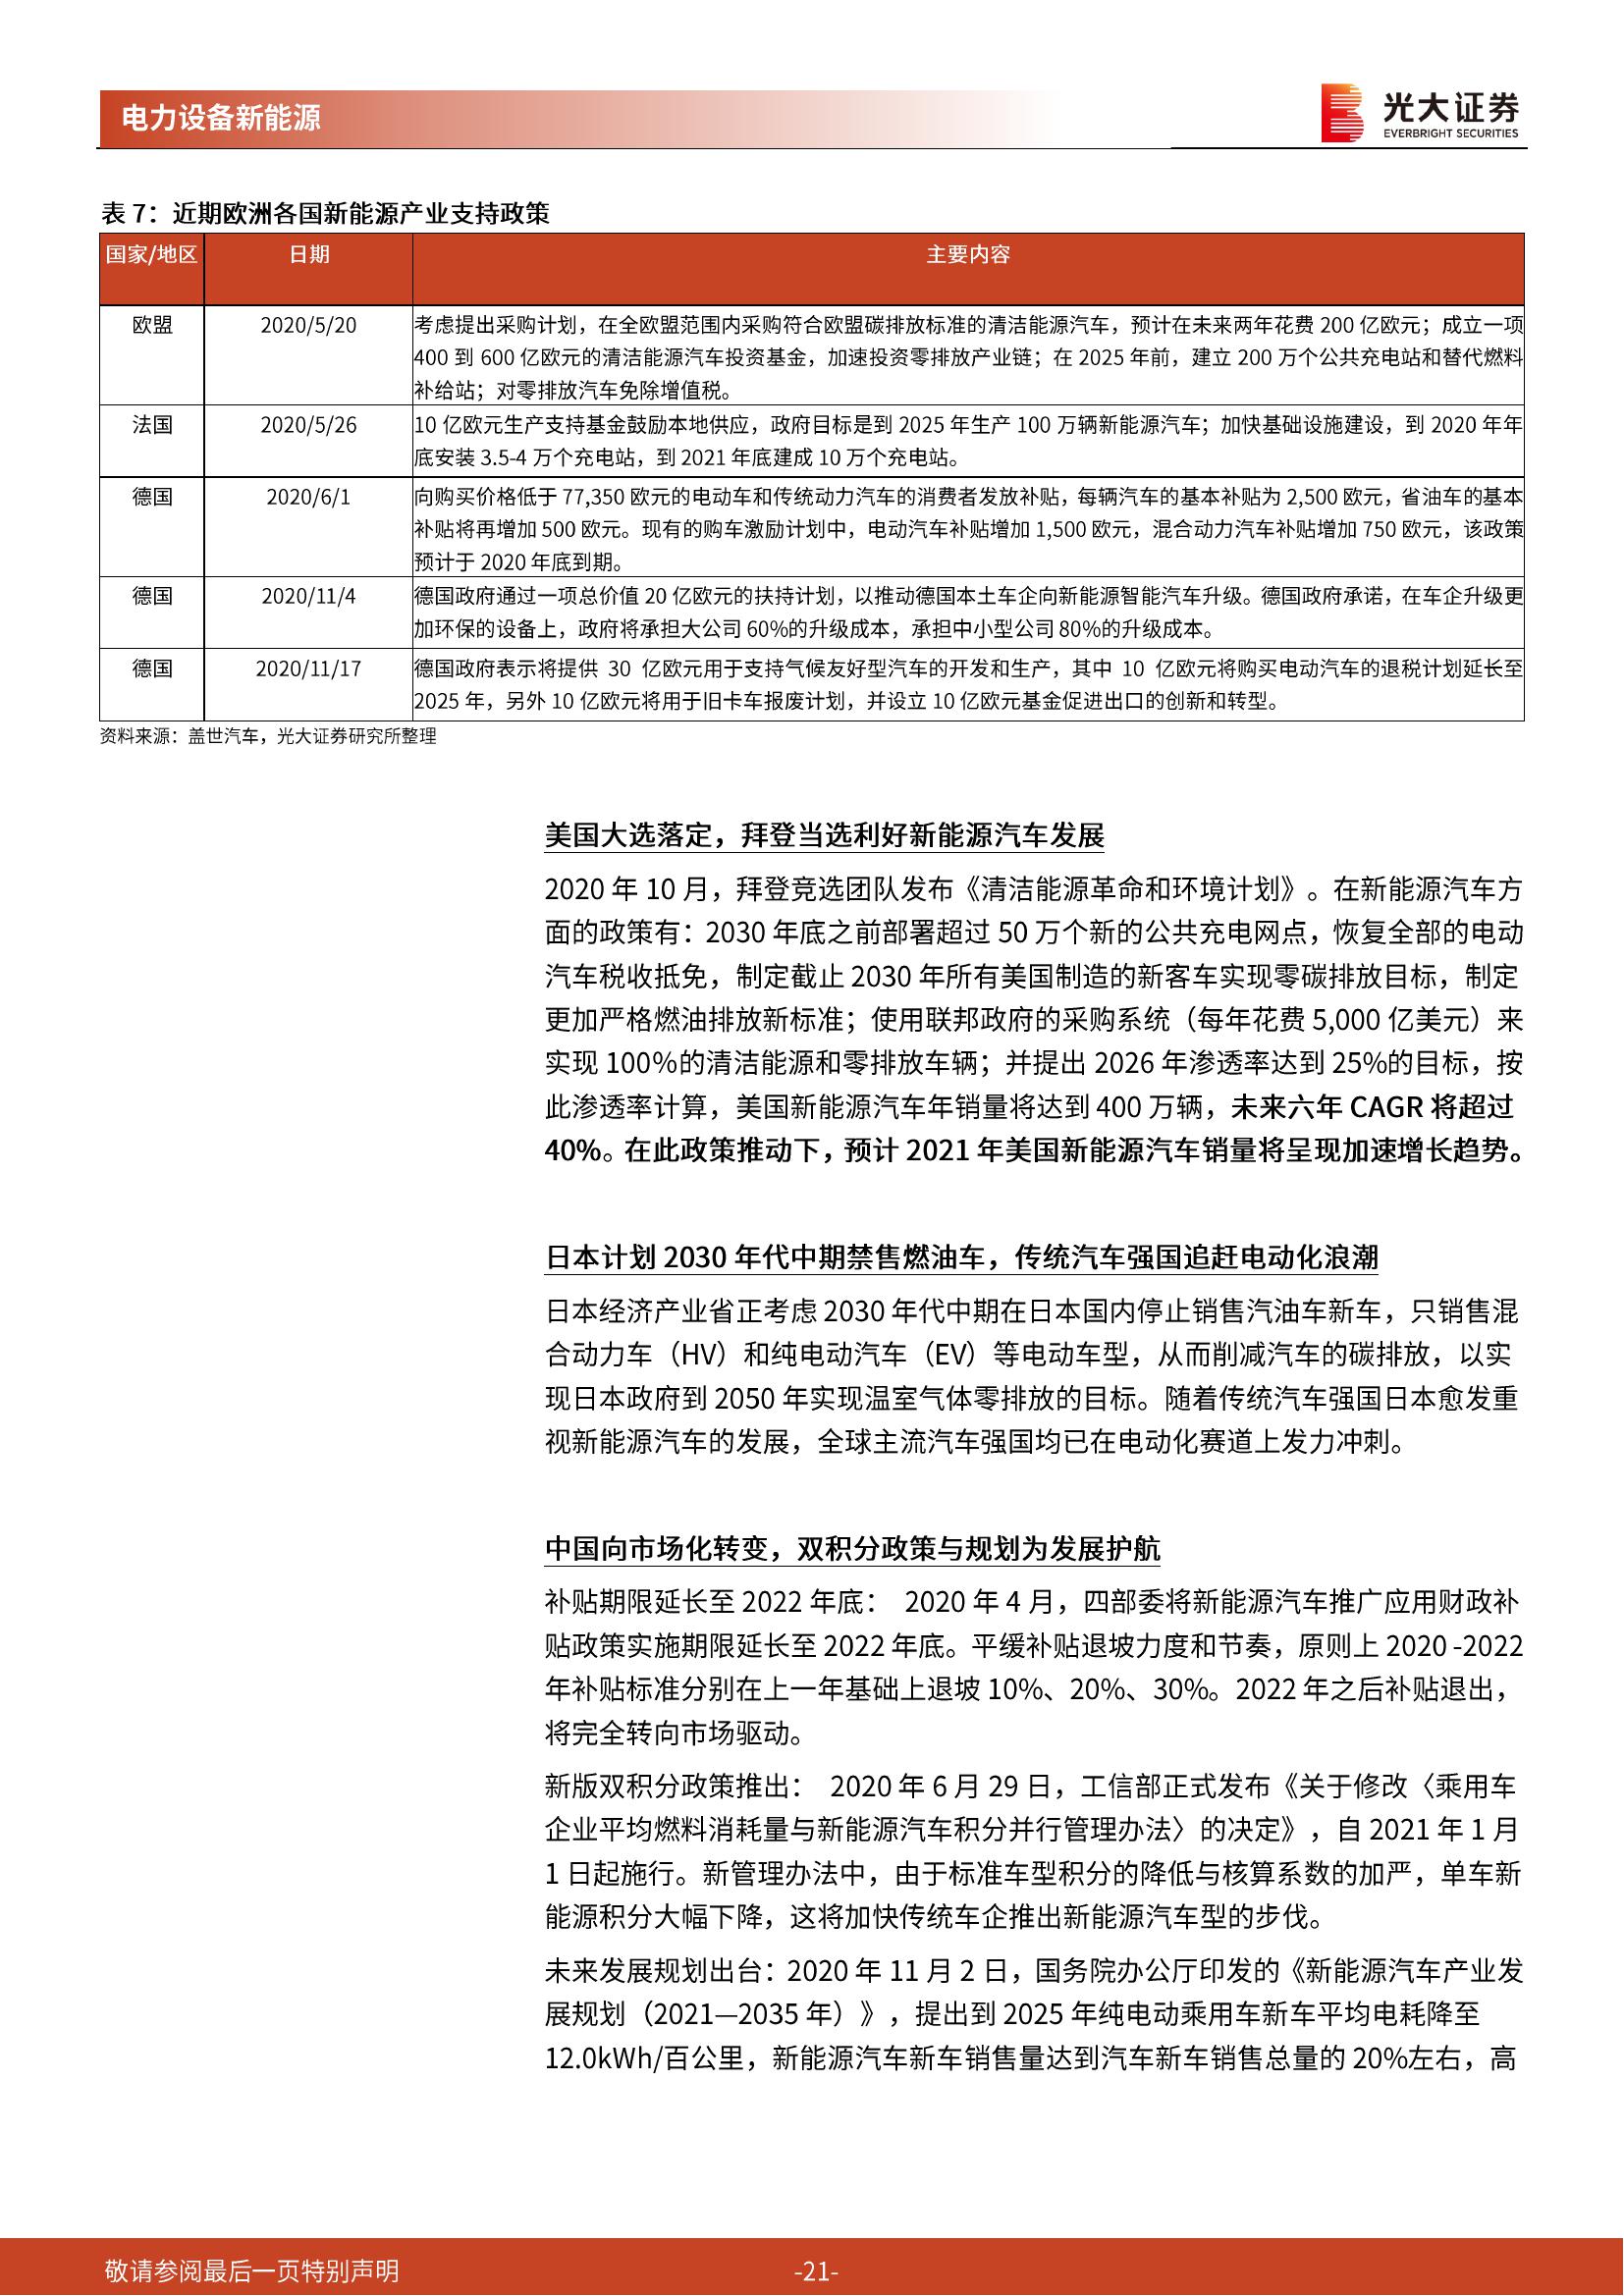 电力设备新能源
光大证券
EVERBRIGHT SECURITIES
表 7：近期欧洲各国新能源产业支持政策
国家/地区 日期 主要内容
欧盟 2020/5/20 考虑提出采购计划，在全欧盟范围内采购符合欧盟碳排放标准的清洁能源汽车，预计在未来两年花费 200 亿欧元；成立一项
400 到 600 亿欧元的清洁能源汽车投资基金，加速投资零排放产业链；在 2025 年前，建立 200 万个公共充电站和替代燃料
补给站；对零排放汽车免除增值税。
法国 2020/5/26 10 亿欧元生产支持基金鼓励本地供应，政府目标是到 2025 年生产 100 万辆新能源汽车；加快基础设施建设，到 2020 年年
底安装 3.5-4 万个充电站，到 2021 年底建成 10 万个充电站。
德国 2020/6/1 向购买价格低于 77,350 欧元的电动车和传统动力汽车的消费者发放补贴，每辆汽车的基本补贴为 2,500 欧元，省油车的基本
补贴将再增加 500 欧元。现有的购车激励计划中，电动汽车补贴增加 1,500 欧元，混合动力汽车补贴增加 750 欧元，该政策
预计于 2020 年底到期。
德国 2020/11/4 德国政府通过一项总价值 20 亿欧元的扶持计划，以推动德国本土车企向新能源智能汽车升级。德国政府承诺，在车企升级更
加环保的设备上，政府将承担大公司 60%的升级成本，承担中小型公司 80%的升级成本。
德国 2020/11/17 德国政府表示将提供 30 亿欧元用于支持气候友好型汽车的开发和生产，其中 10 亿欧元将购买电动汽车的退税计划延长至
2025 年，另外 10 亿欧元将用于旧卡车报废计划，并设立 10 亿欧元基金促进出口的创新和转型。
资料来源：盖世汽车，光大证券研究所整理
美国大选落定，拜登当选利好新能源汽车发展
2020 年 10 月，拜登竞选团队发布《清洁能源革命和环境计划》。在新能源汽车方
面的政策有：2030 年底之前部署超过 50 万个新的公共充电网点，恢复全部的电动
汽车税收抵免，制定截止 2030 年所有美国制造的新客车实现零碳排放目标，制定
更加严格燃油排放新标准；使用联邦政府的采购系统（每年花费 5,000 亿美元）来
实现 100%的清洁能源和零排放车辆；并提出 2026 年渗透率达到 25%的目标，按
此渗透率计算，美国新能源汽车年销量将达到 400 万辆，未来六年 CAGR 将超过
40%。在此政策推动下，预计 2021 年美国新能源汽车销量将呈现加速增长趋势。
日本计划 2030 年代中期禁售燃油车，传统汽车强国追赶电动化浪潮
日本经济产业省正考虑 2030 年代中期在日本国内停止销售汽油车新车，只销售混
合动力车（HV）和纯电动汽车（EV）等电动车型，从而削减汽车的碳排放，以实
现日本政府到 2050 年实现温室气体零排放的目标。随着传统汽车强国日本愈发重
视新能源汽车的发展，全球主流汽车强国均已在电动化赛道上发力冲刺。
中国向市场化转变，双积分政策与规划为发展护航
补贴期限延长至 2022 年底： 2020 年 4 月，四部委将新能源汽车推广应用财政补
贴政策实施期限延长至 2022 年底。平缓补贴退坡力度和节奏，原则上 2020 -2022
年补贴标准分别在上一年基础上退坡 10%、20%、30%。2022 年之后补贴退出，
将完全转向市场驱动。
新版双积分政策推出： 2020 年 6 月 29 日，工信部正式发布《关于修改〈乘用车
企业平均燃料消耗量与新能源汽车积分并行管理办法〉的决定》，自 2021 年 1 月
1 日起施行。新管理办法中，由于标准车型积分的降低与核算系数的加严，单车新
能源积分大幅下降，这将加快传统车企推出新能源汽车型的步伐。
未来发展规划出台：2020 年 11 月 2 日，国务院办公厅印发的《新能源汽车产业发
展规划（2021—2035 年）》，提出到 2025 年纯电动乘用车新车平均电耗降至
12.0kWh/百公里，新能源汽车新车销售量达到汽车新车销售总量的 20%左右，高
敬请参阅最后一页特别声明 -21-